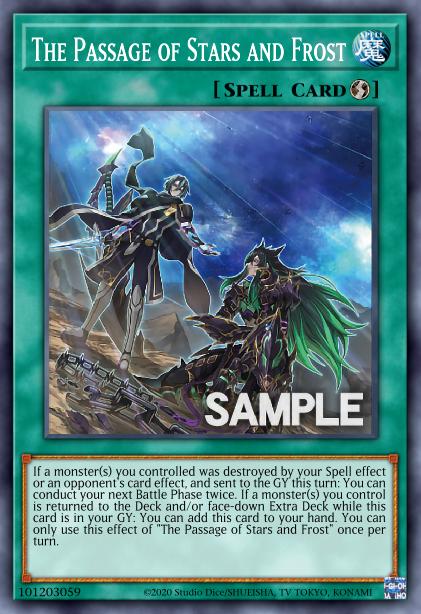 The Passage of Stars and Frost
SPELL
魔
[Spell Card]
SAMPLE
If a monster(s) you controlled was destroyed by your Spell effect
or an opponent's card effect, and sent to the GY this turn: You can
conduct your next Battle Phase twice. If a monster(s) you control
is returned to the Deck and/or face-down Extra Deck while this
card is in your GY: You can add this card to your hand. You can
only use this effect of "The Passage of Stars and Frost" once per
turn.
101203059
©2020 Studio Dice/SHUEISHA, TV TOKYO, KONAMI